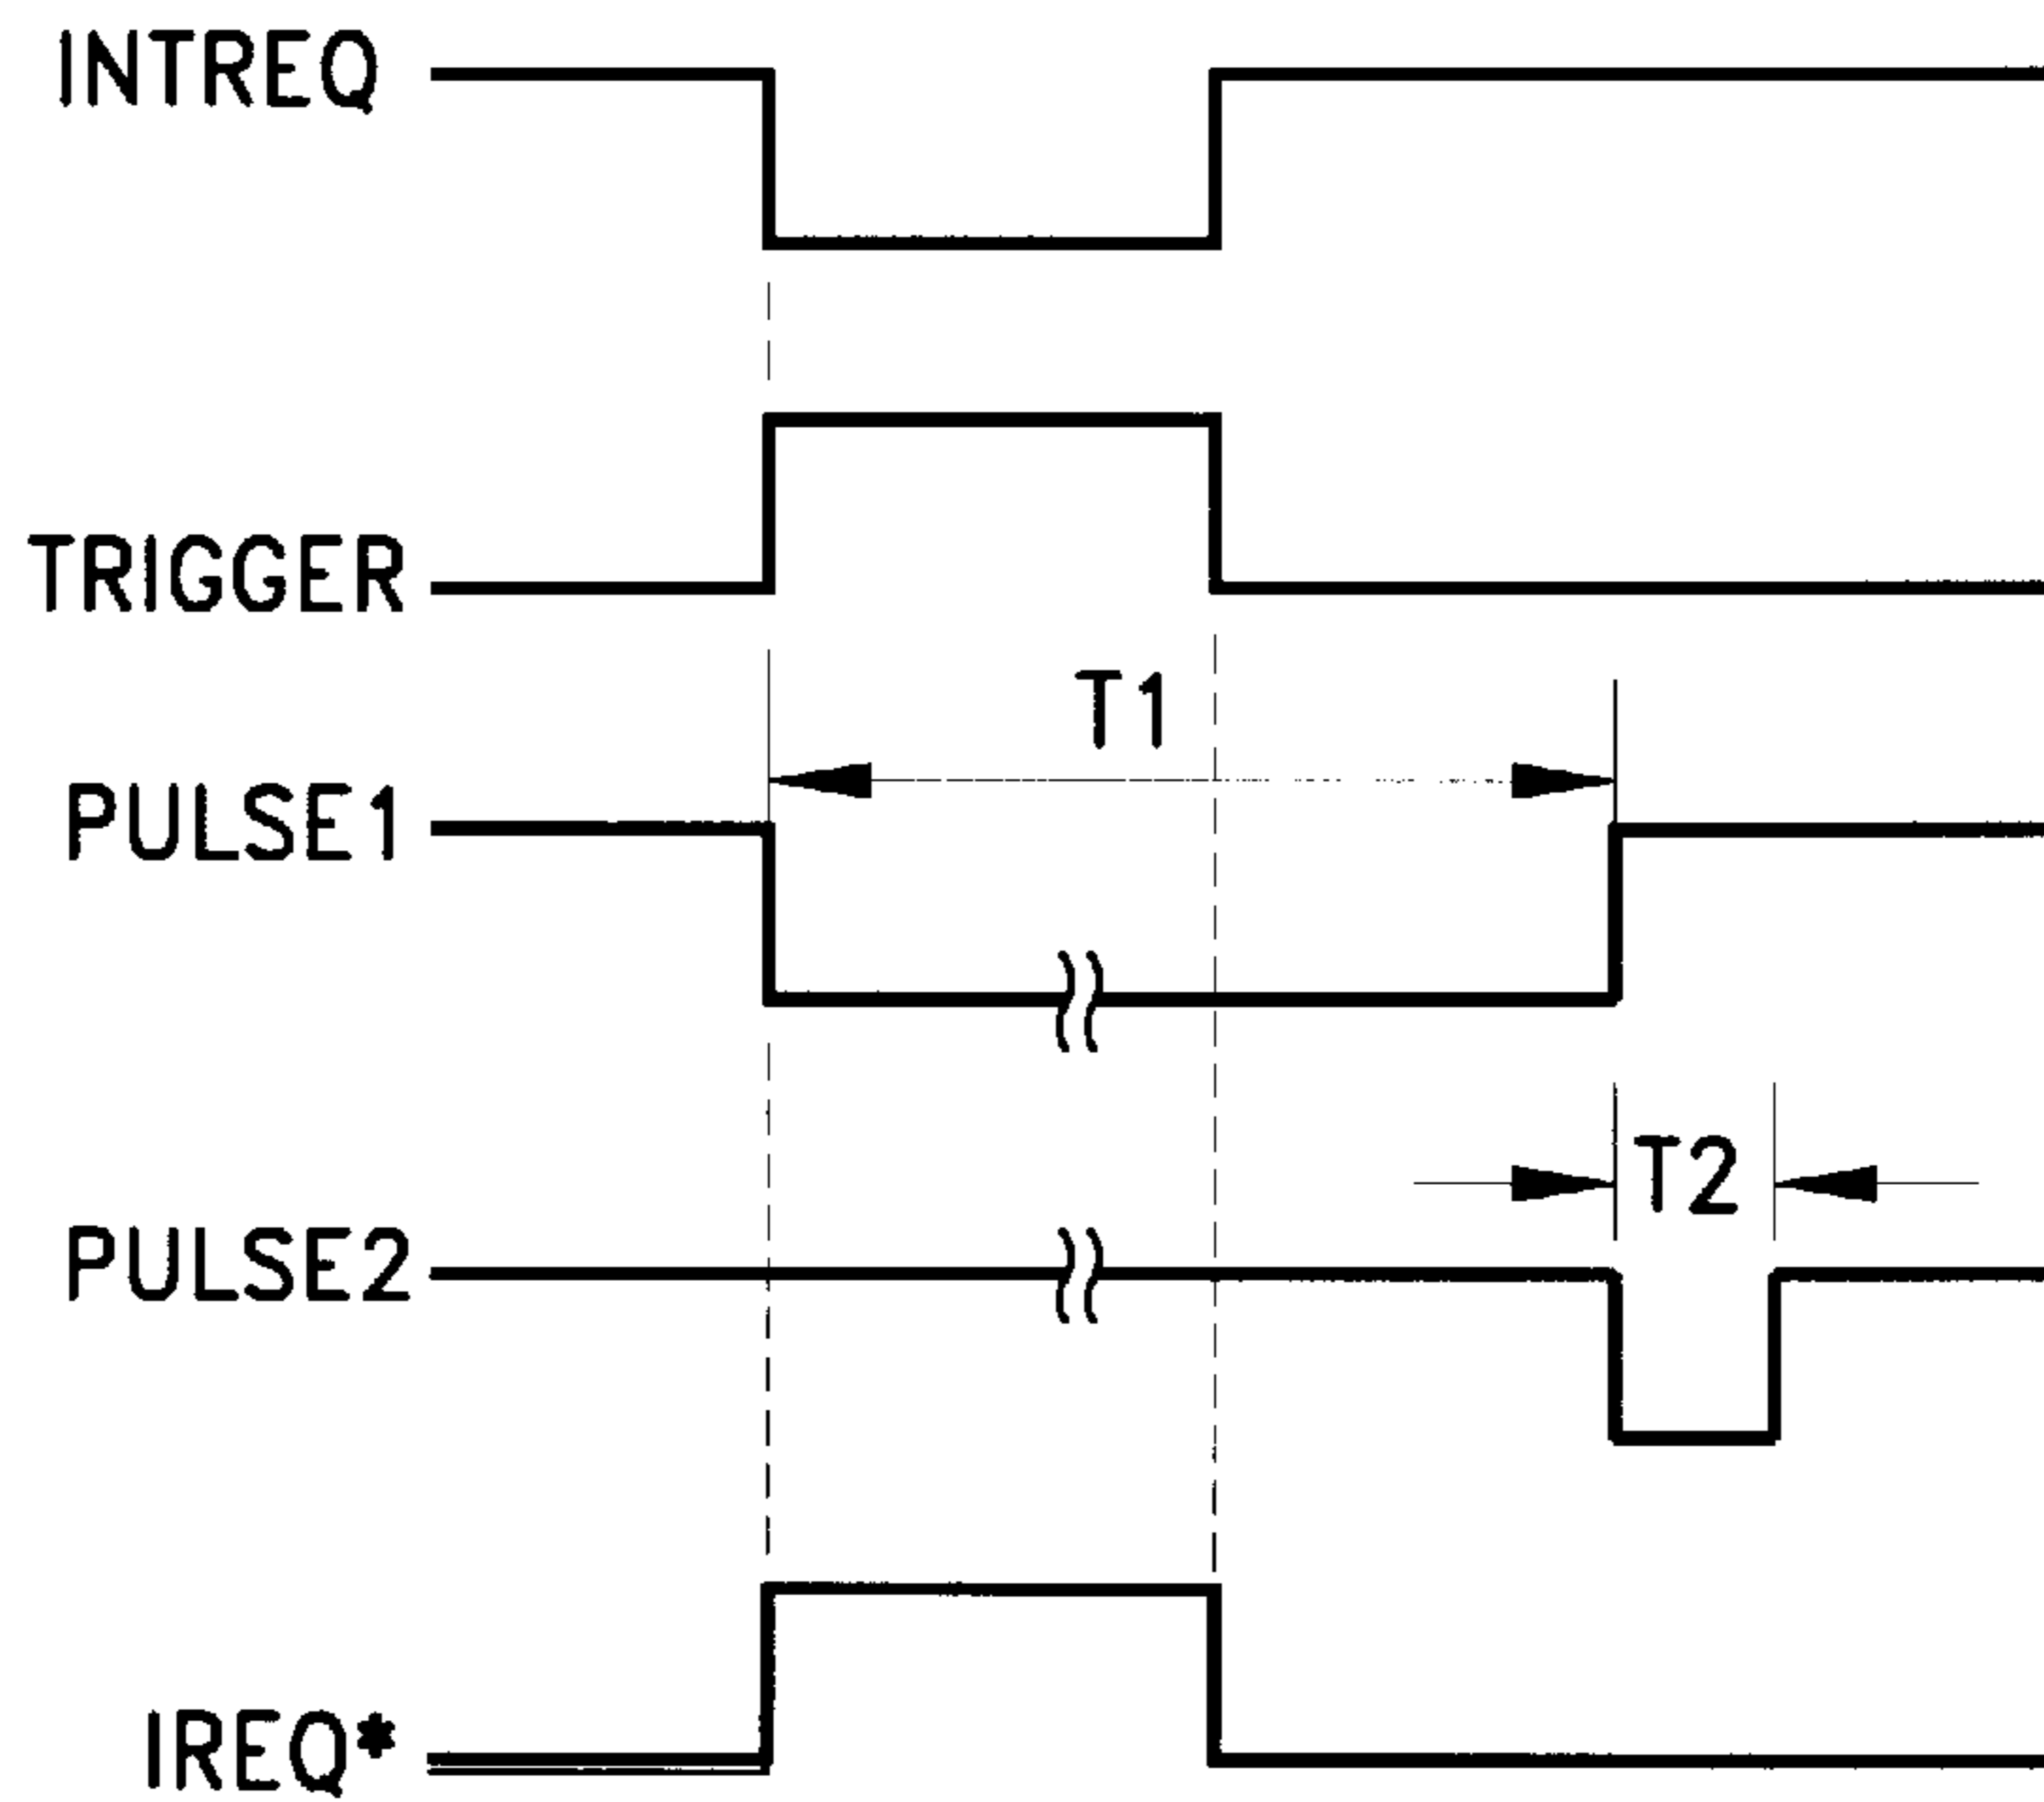 INTREQ
TRIGGER
T1
PULSE1
T2
PULSE2
IREQ*